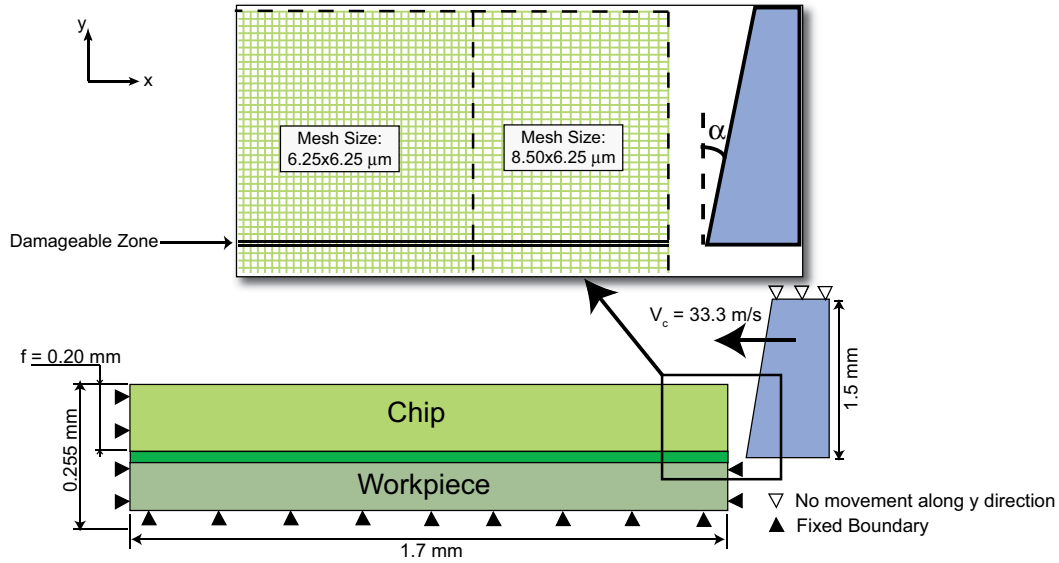 y
x
Mesh Size:
6.25x6.25 µm
Mesh Size:
8.50x6.25 µm
α
Damageable Zone
V_c = 33.3 m/s
f = 0.20 mm
Chip
0.255 mm
1.5 mm
Workpiece
No movement along y direction
Fixed Boundary
1.7 mm